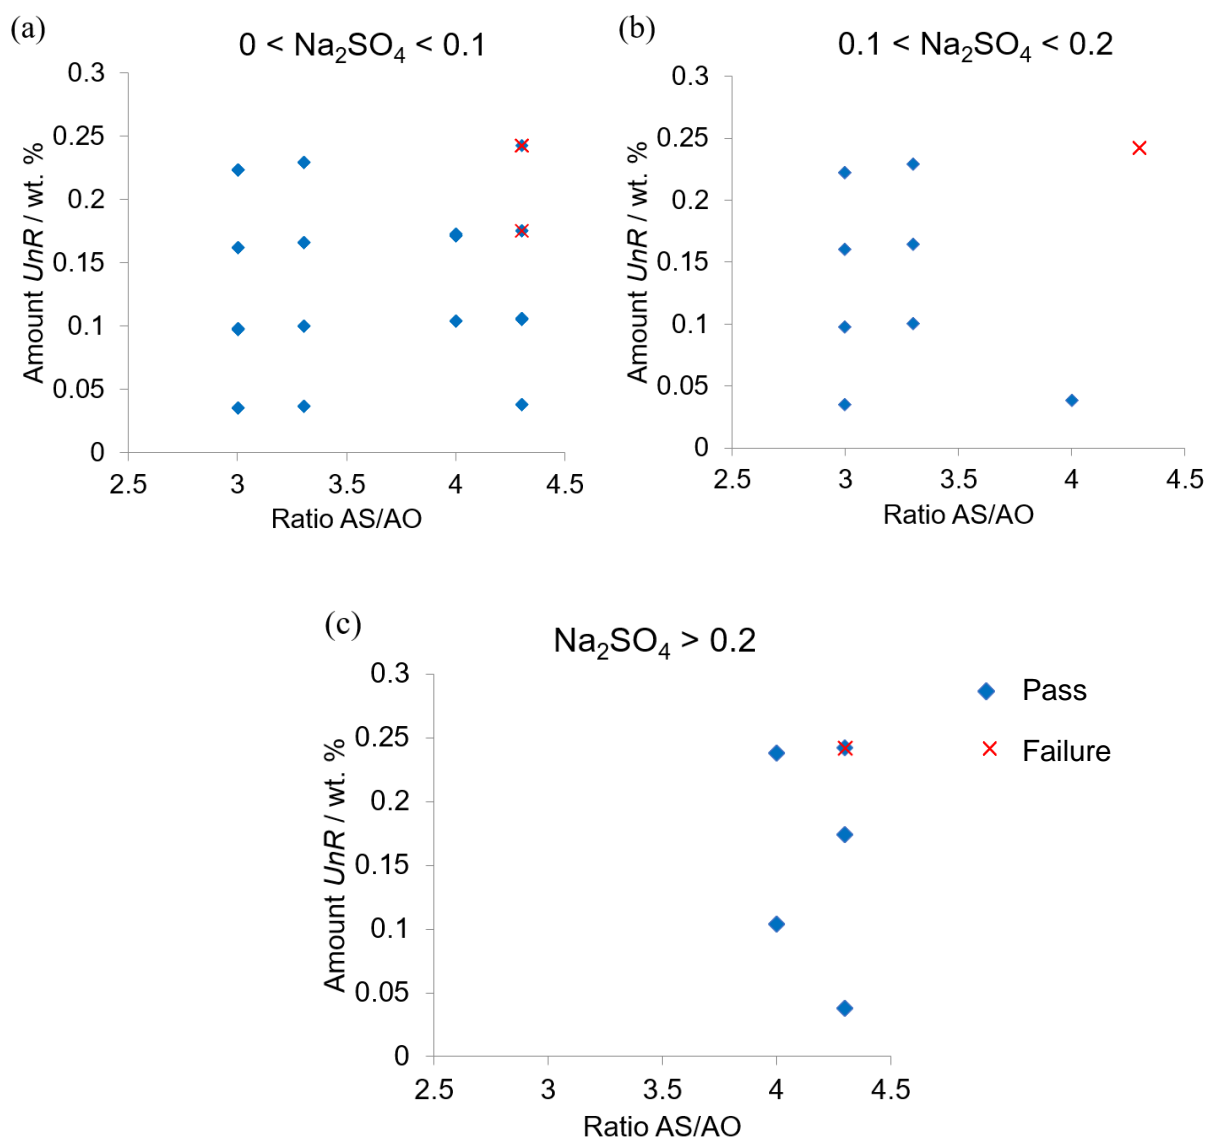 (a)
0 < Na₂SO₄ < 0.1
Amount UnR / wt. %
0.3
0.25
0.2
0.15
0.1
0.05
0
2.5 3 3.5 4 4.5
Ratio AS/AO
(b)
0.1 < Na₂SO₄ < 0.2
Amount UnR / wt. %
0.3
0.25
0.2
0.15
0.1
0.05
0
2.5 3 3.5 4 4.5
Ratio AS/AO
(c)
Na₂SO₄ > 0.2
Amount UnR / wt. %
0.3
0.25
0.2
0.15
0.1
0.05
0
2.5 3 3.5 4 4.5
Ratio AS/AO
Pass
Failure